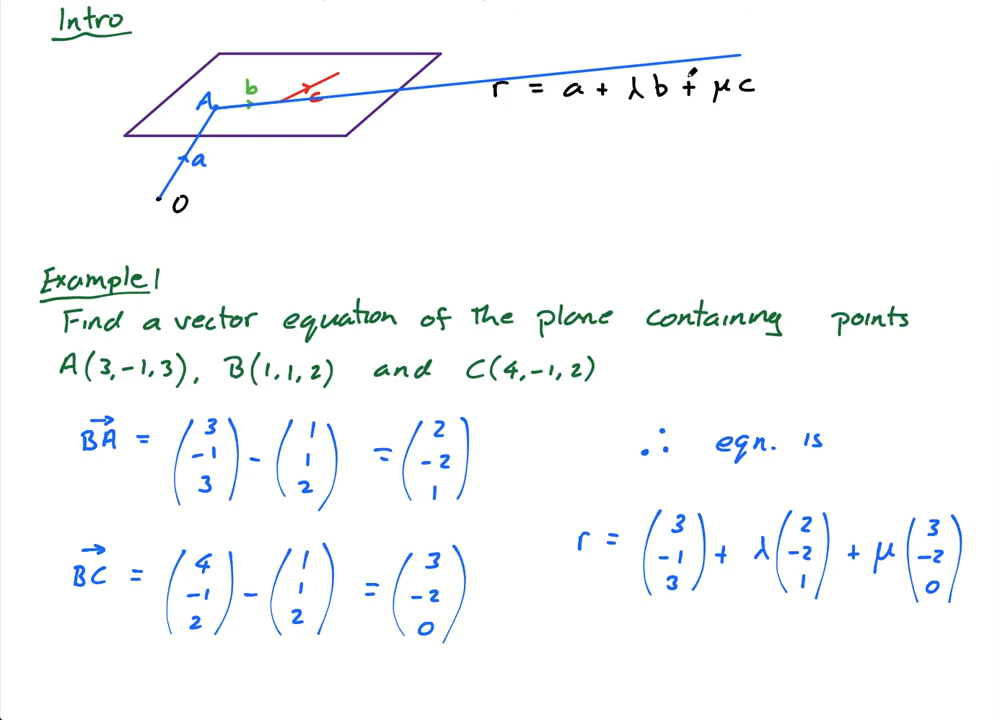 Intro
A b c r = a + λ b + μ c
a
O
Example 1
Find a vector equation of the plane containing points
A(3,-1,3), B(1,1,2) and C(4,-1,2)
BA→ = (3 -1 3) - (1 1 2) = (2 -2 1) ∴ eqn. is
r = (3 -1 3) + λ (2 -2 1) + μ (3 -2 0)
BC→ = (4 -1 2) - (1 1 2) = (3 -2 0)